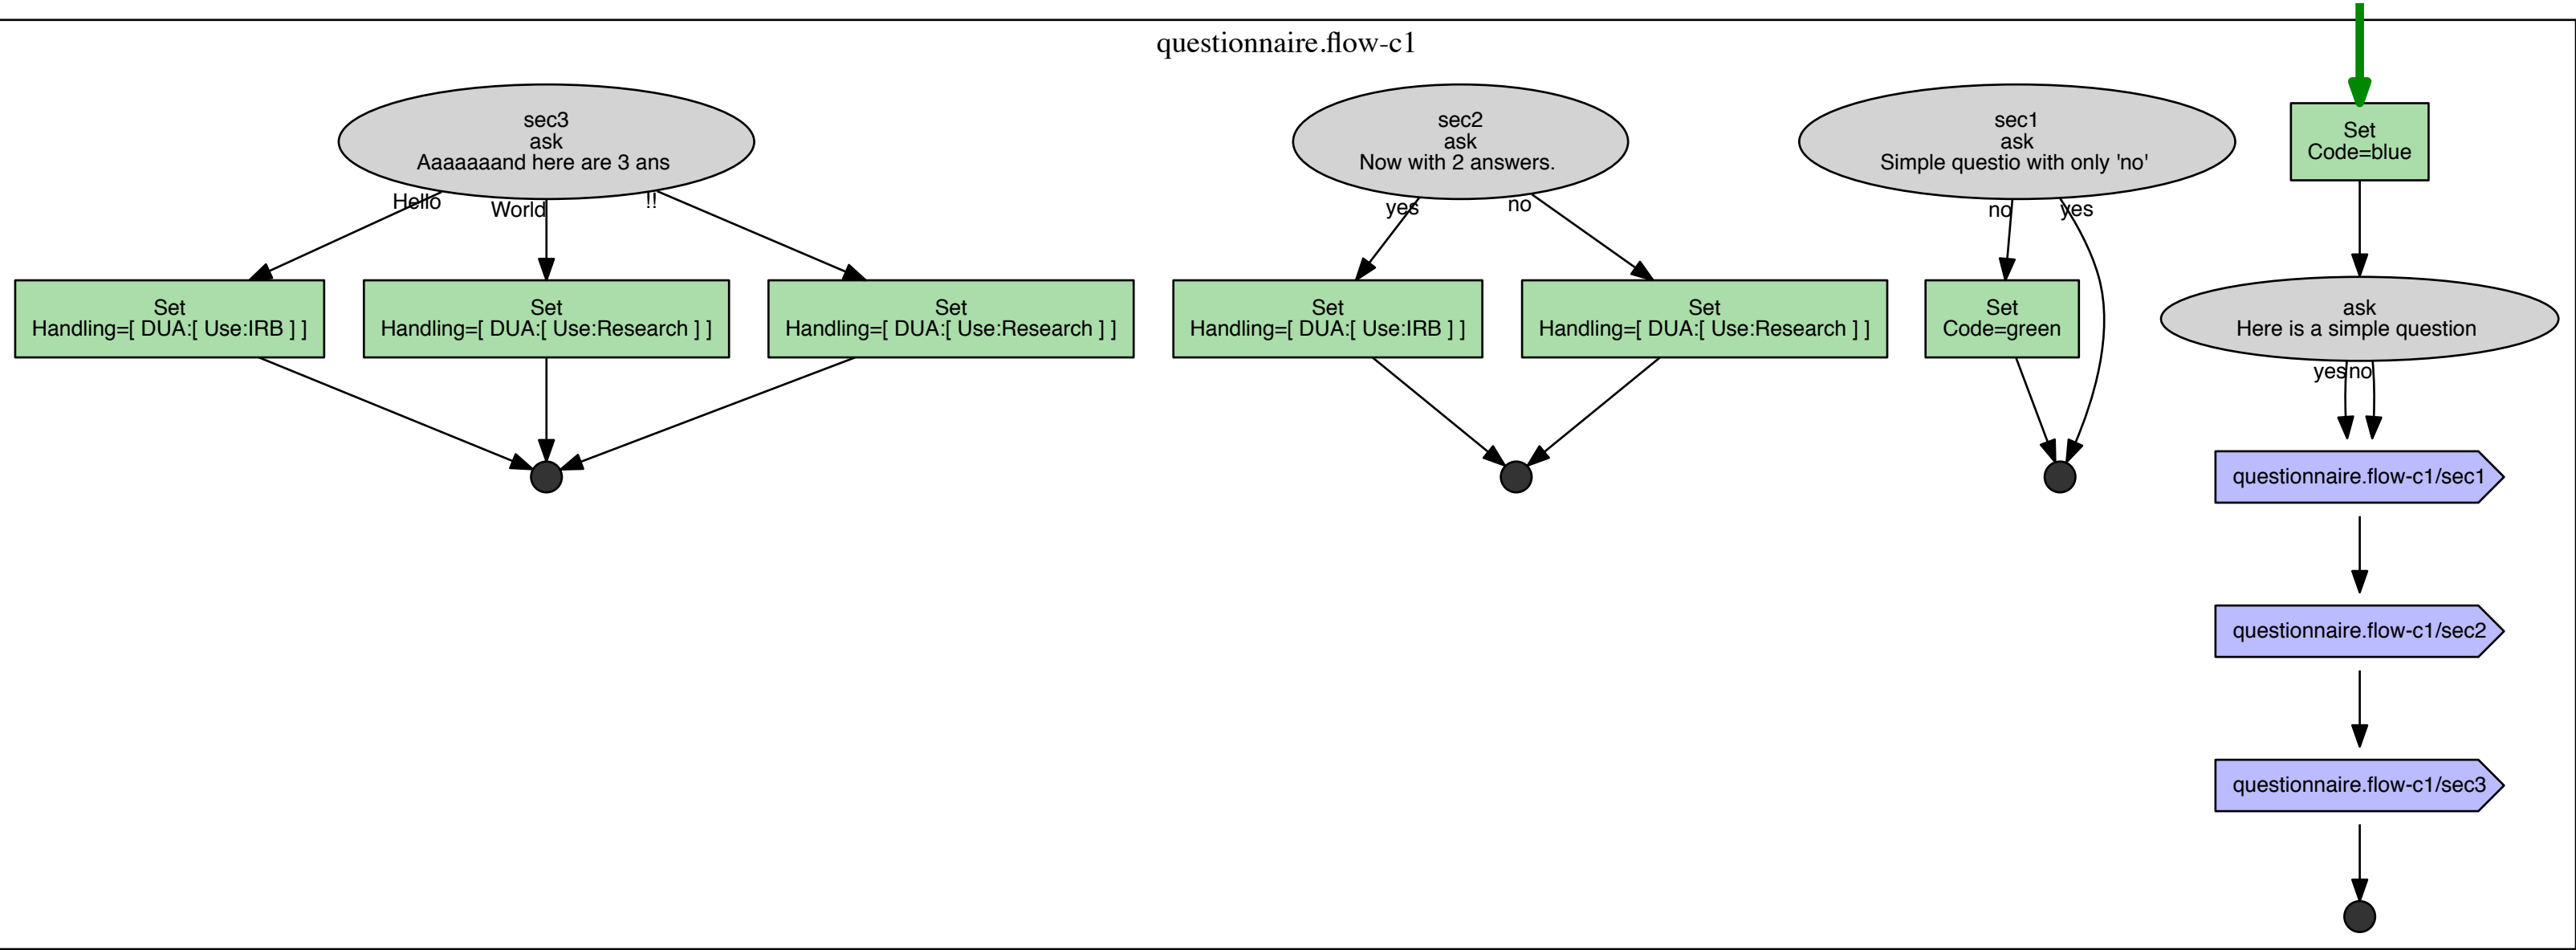 questionnaire.flow-c1
sec3
ask
Aaaaaaand here are 3 ans
Hello
World
!!
Set
Handling=[ DUA:[ Use:IRB ] ]
Set
Handling=[ DUA:[ Use:Research ] ]
Set
Handling=[ DUA:[ Use:Research ] ]
sec2
ask
Now with 2 answers.
yes
no
Set
Handling=[ DUA:[ Use:IRB ] ]
Set
Handling=[ DUA:[ Use:Research ] ]
sec1
ask
Simple questio with only 'no'
no
yes
Set
Code=green
Set
Code=blue
ask
Here is a simple question
yes
no
questionnaire.flow-c1/sec1
questionnaire.flow-c1/sec2
questionnaire.flow-c1/sec3